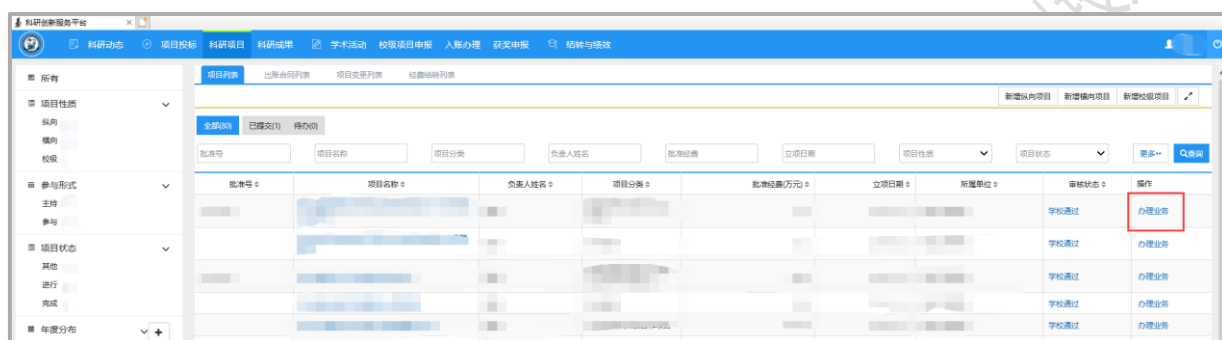 科研创新服务平台
科研动态 项目投标 科研项目 科研成果 学术活动 校级项目申报 入账办理 获奖申报 结转与绩效
所有
项目性质
纵向
横向
校级
参与形式
主持
参与
项目状态
其他
进行
完成
年度分布
项目列表 出账合同列表 项目变更列表 经费结转列表
新增纵向项目 新增横向项目 新增校级项目
全部(80) 已提交(1) 待办(0)
批准号 项目名称 项目分类 负责人姓名 批准经费 立项日期 项目性质 项目状态 更多 查询
批准号 项目名称 负责人姓名 项目分类 批准经费(万元) 立项日期 所属单位 审核状态 操作
学校通过 办理业务
学校通过 办理业务
学校通过 办理业务
学校通过 办理业务
学校通过 办理业务